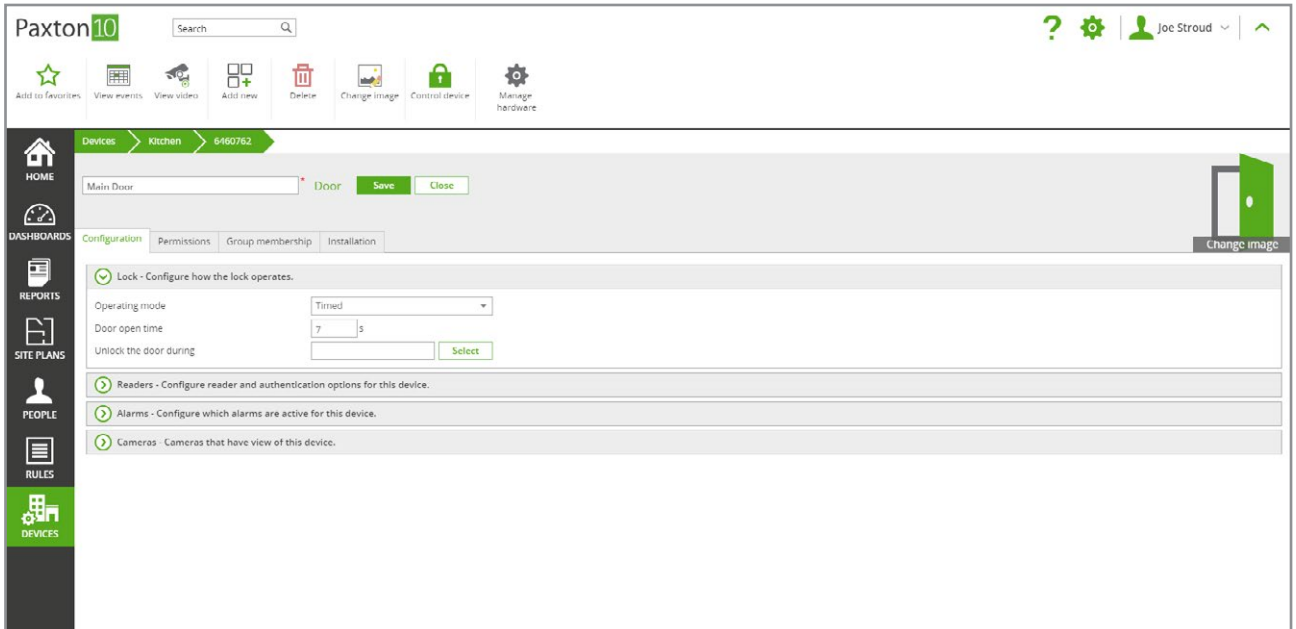 Paxton10
Search
Joe Stroud
Add to favorites
View events
View video
Add new
Delete
Change image
Control device
Manage
hardware
HOME
DASHBOARDS
REPORTS
SITE PLANS
PEOPLE
RULES
DEVICES
Devices
Kitchen
6460762
Main Door
* Door
Save
Close
Change image
Configuration
Permissions
Group membership
Installation
Lock - Configure how the lock operates.
Operating mode
Timed
Door open time
7
s
Unlock the door during
Select
Readers - Configure reader and authentication options for this device.
Alarms - Configure which alarms are active for this device.
Cameras - Cameras that have view of this device.